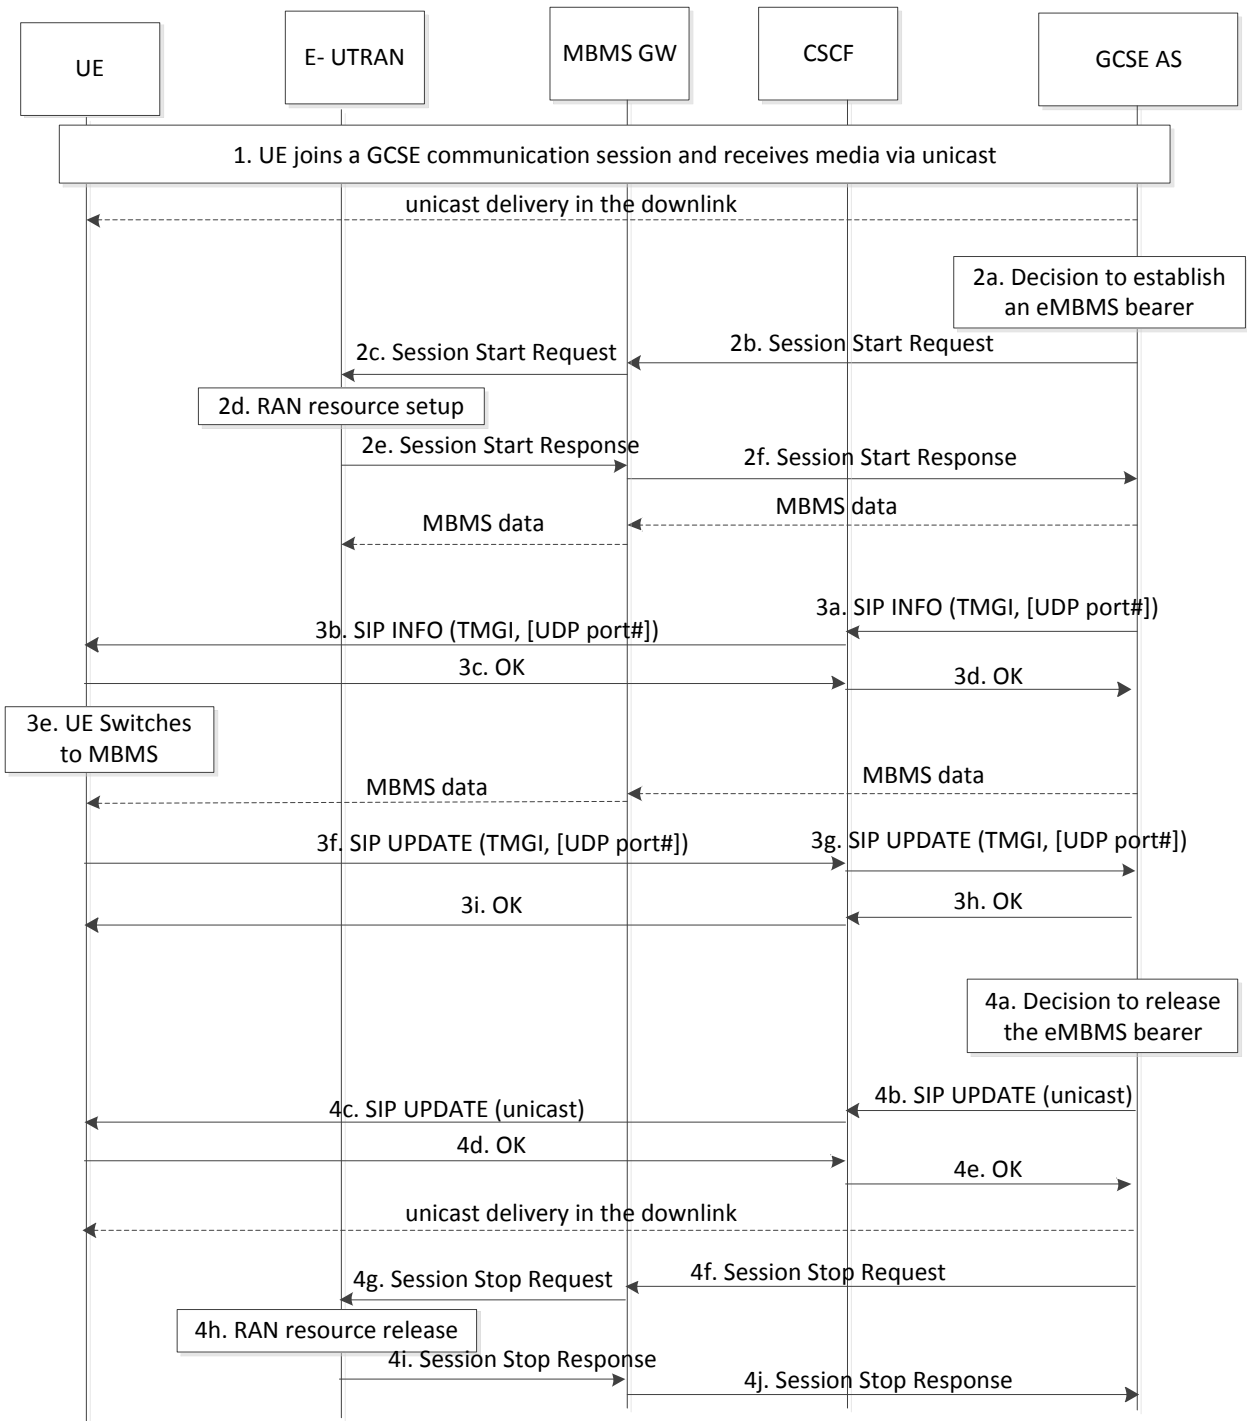 UE
E- UTRAN
MBMS GW
CSCF
GCSE AS
1. UE joins a GCSE communication session and receives media via unicast
unicast delivery in the downlink
2a. Decision to establish
an eMBMS bearer
2b. Session Start Request
2c. Session Start Request
2d. RAN resource setup
2e. Session Start Response
2f. Session Start Response
MBMS data
MBMS data
3a. SIP INFO (TMGI, [UDP port#])
3b. SIP INFO (TMGI, [UDP port#])
3c. OK
3d. OK
3e. UE Switches
to MBMS
MBMS data
MBMS data
3f. SIP UPDATE (TMGI, [UDP port#])
3g. SIP UPDATE (TMGI, [UDP port#])
3h. OK
3i. OK
4a. Decision to release
the eMBMS bearer
4b. SIP UPDATE (unicast)
4c. SIP UPDATE (unicast)
4d. OK
4e. OK
unicast delivery in the downlink
4f. Session Stop Request
4g. Session Stop Request
4h. RAN resource release
4i. Session Stop Response
4j. Session Stop Response